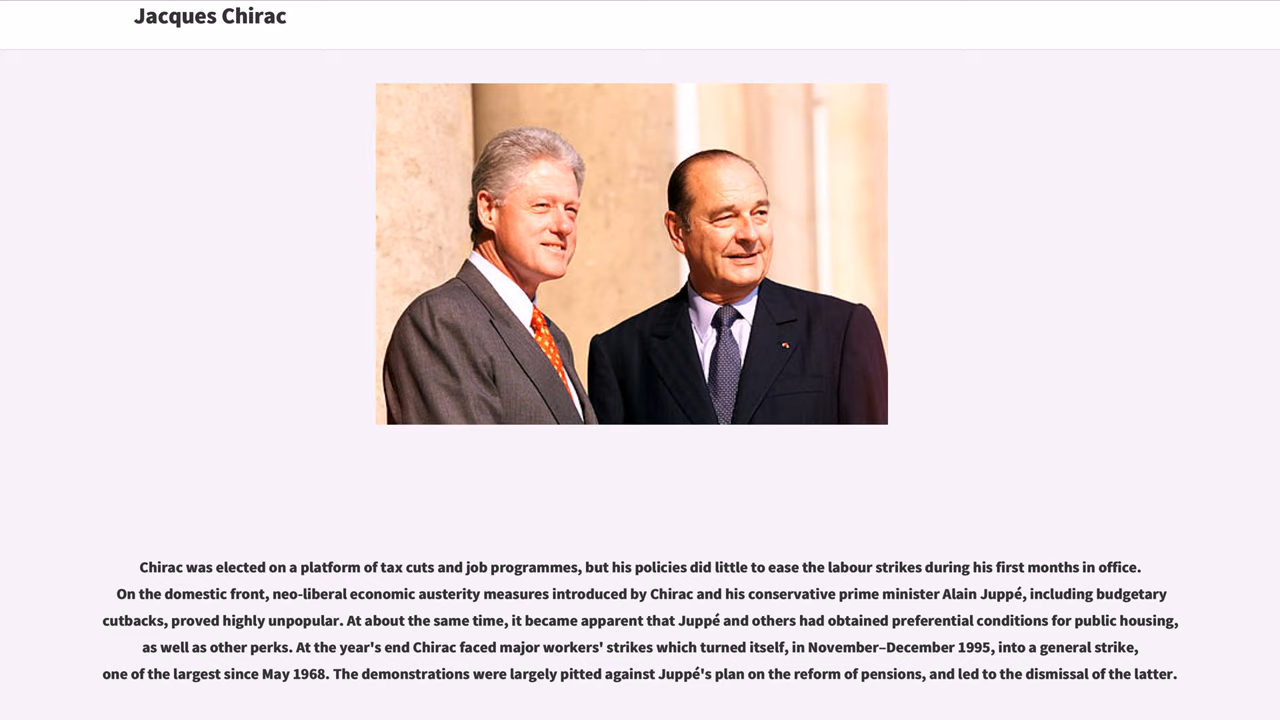 Jacques Chirac
Chirac was elected on a platform of tax cuts and job programmes, but his policies did little to ease the labour strikes during his first months in office.
On the domestic front, neo-liberal economic austerity measures introduced by Chirac and his conservative prime minister Alain Juppé, including budgetary
cutbacks, proved highly unpopular. At about the same time, it became apparent that Juppé and others had obtained preferential conditions for public housing,
as well as other perks. At the year's end Chirac faced major workers' strikes which turned itself, in November–December 1995, into a general strike,
one of the largest since May 1968. The demonstrations were largely pitted against Juppé's plan on the reform of pensions, and led to the dismissal of the latter.